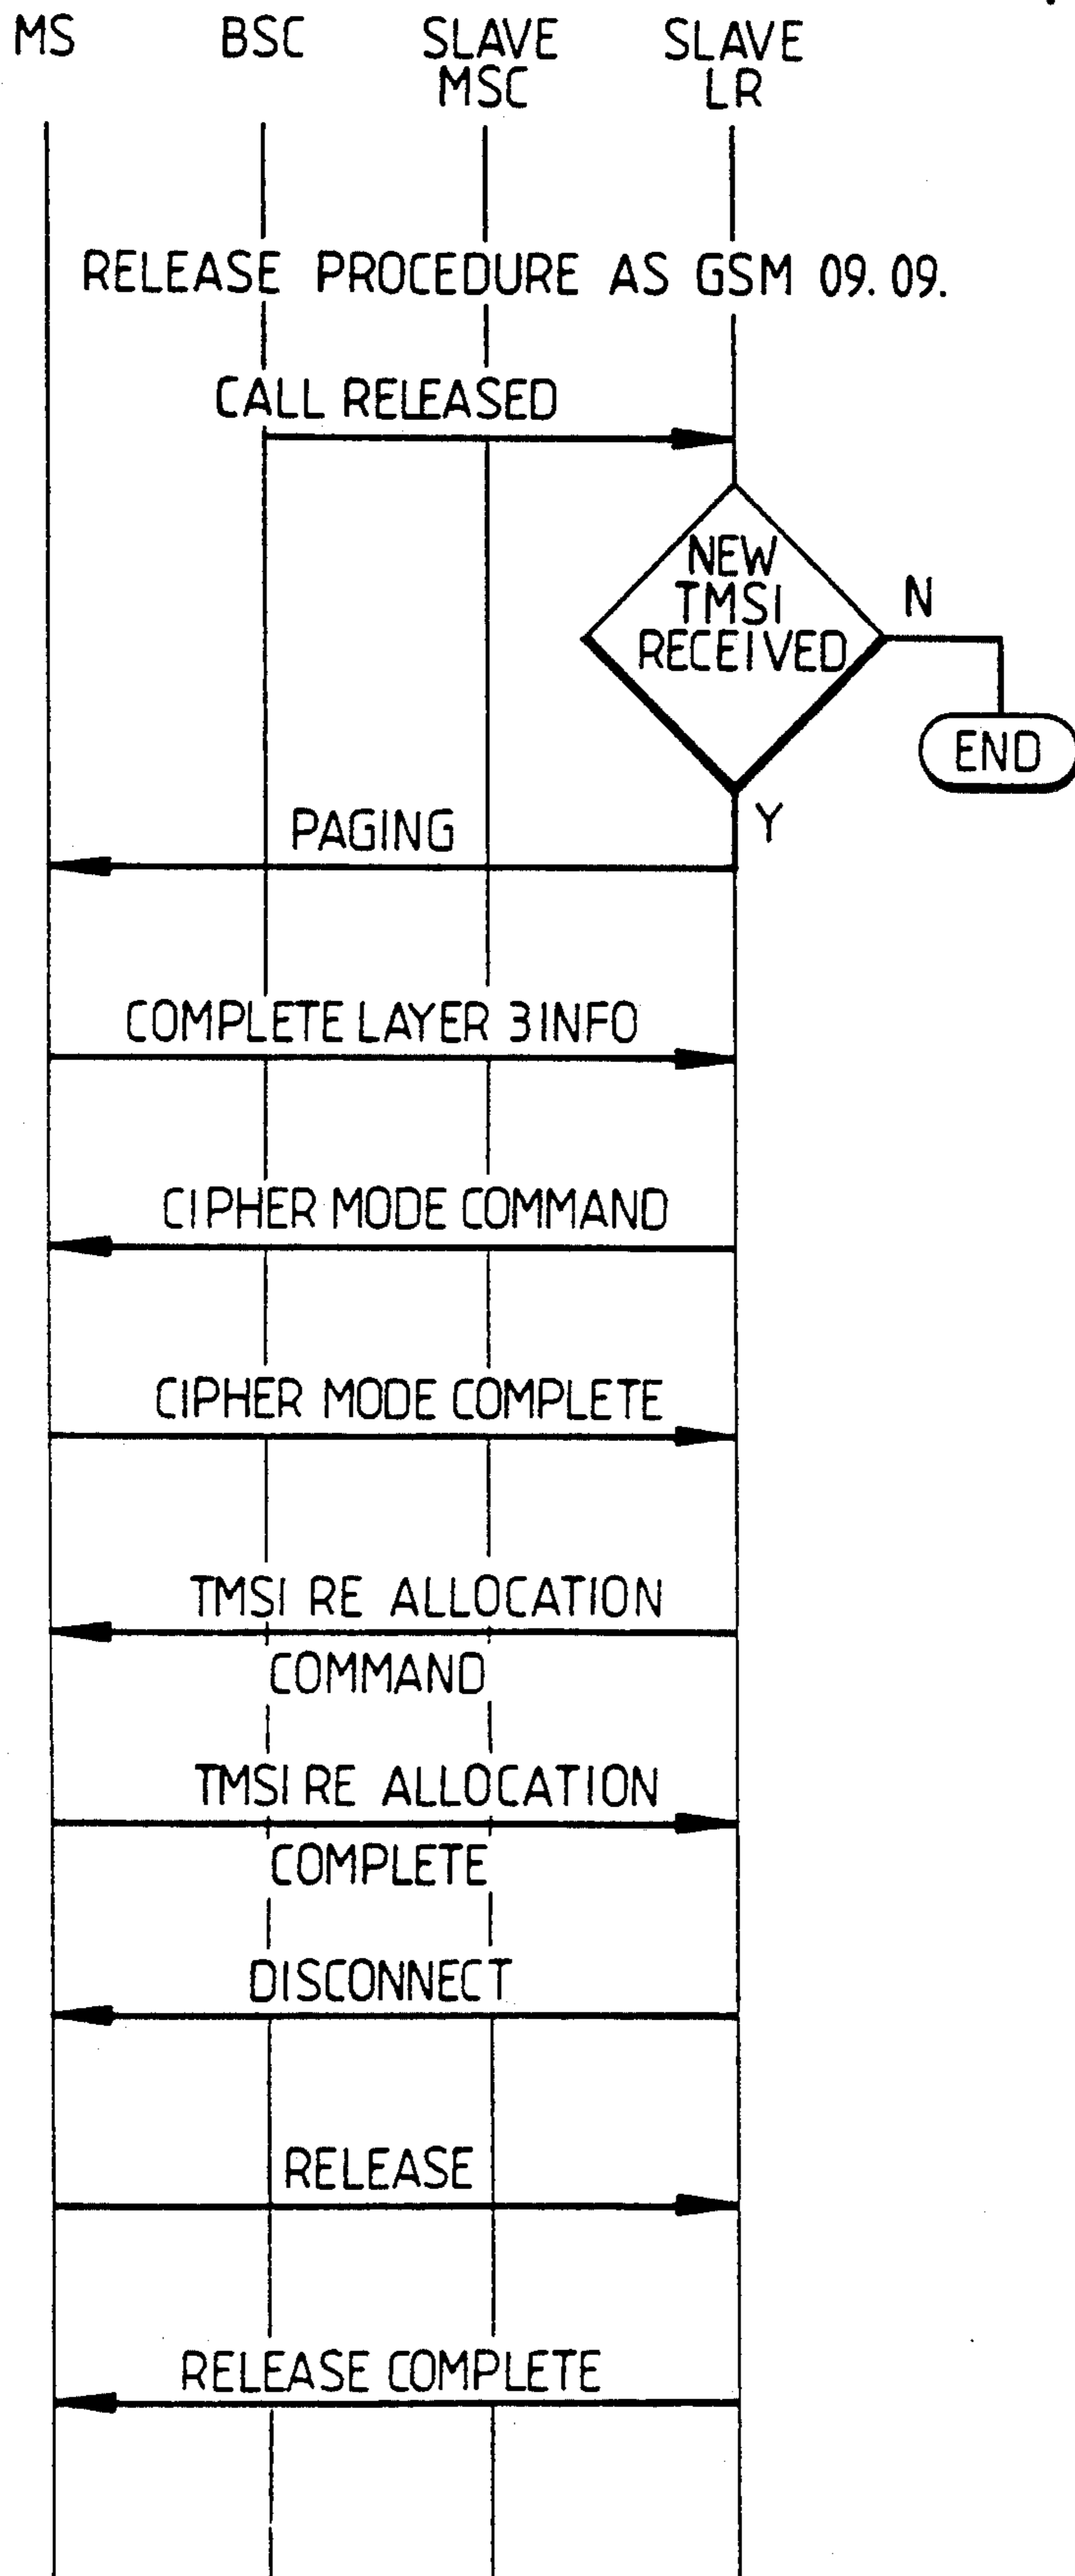 MS BSC SLAVE MSC SLAVE LR
RELEASE PROCEDURE AS GSM 09.09.
CALL RELEASED
NEW
TMSI
RECEIVED
N
END
Y
PAGING
COMPLETE LAYER 3 INFO
CIPHER MODE COMMAND
CIPHER MODE COMPLETE
TMSI RE ALLOCATION
COMMAND
TMSI RE ALLOCATION
COMPLETE
DISCONNECT
RELEASE
RELEASE COMPLETE